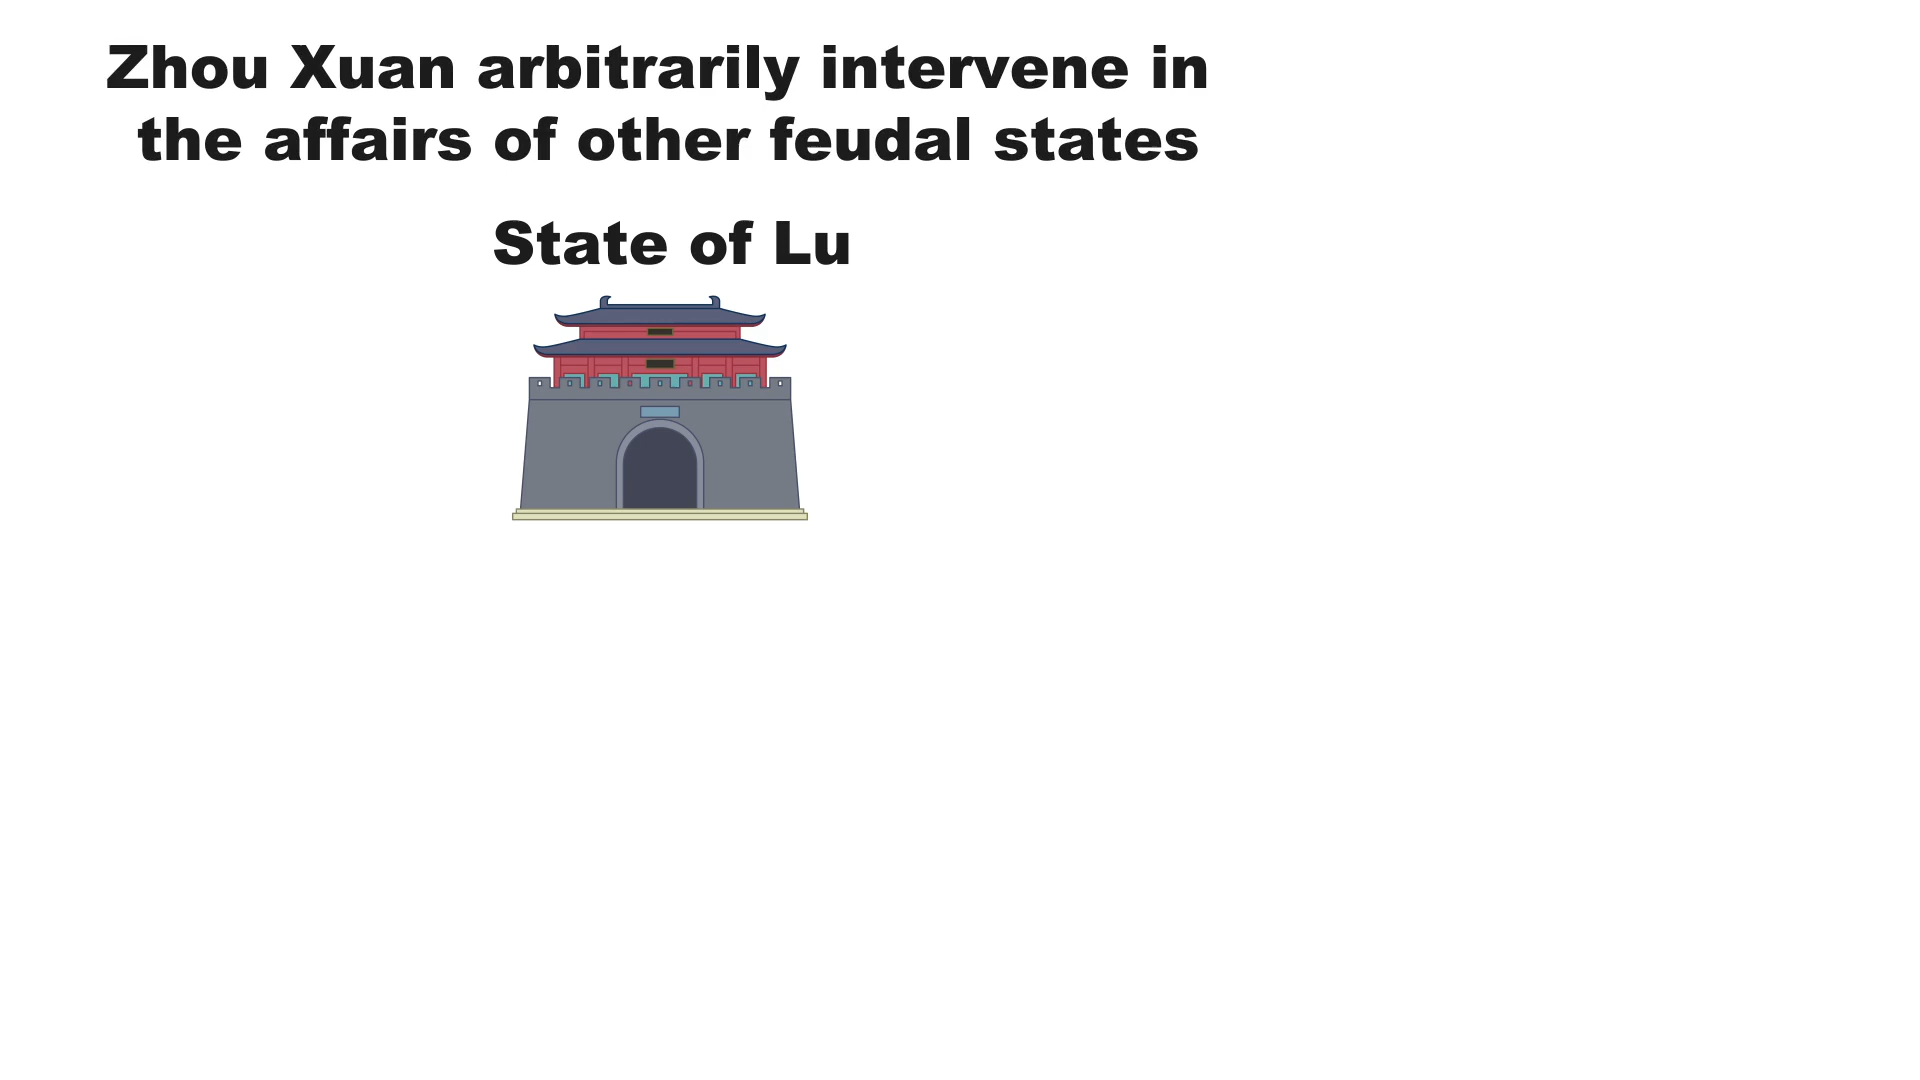 Zhou Xuan arbitrarily intervene in
the affairs of other feudal states
State of Lu